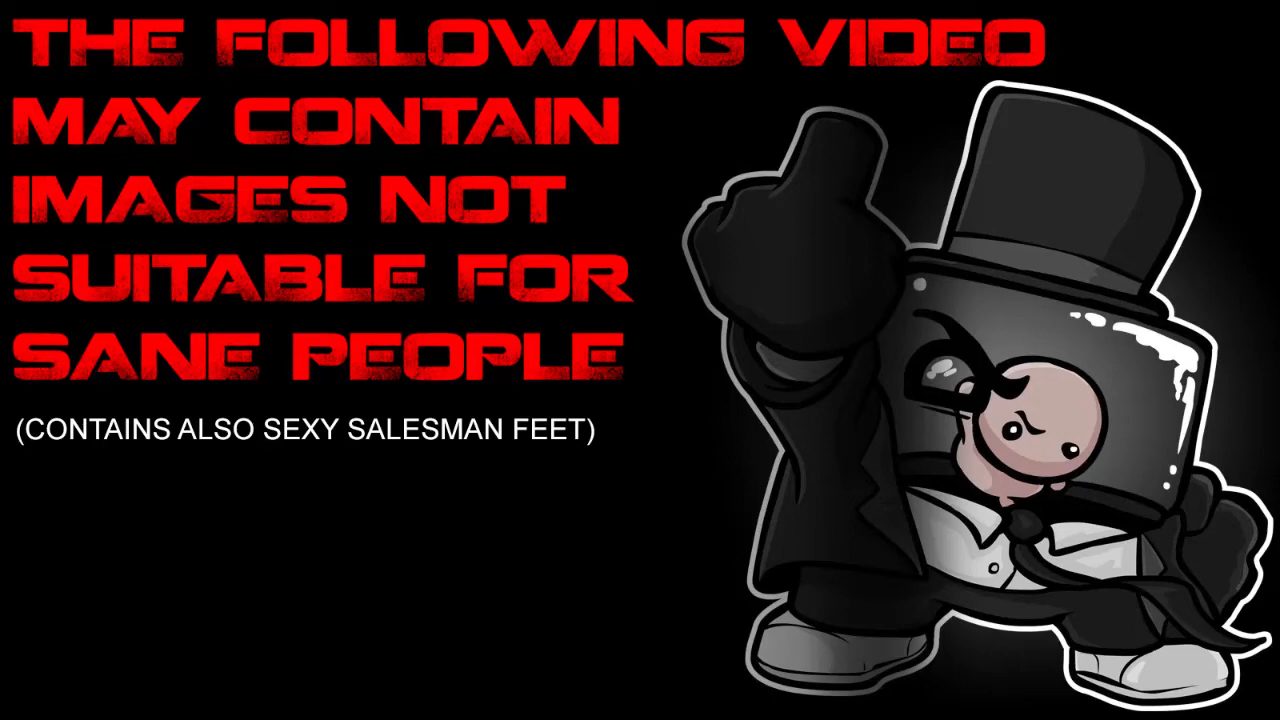 THE FOLLOWING VIDEO
MAY CONTAIN
IMAGES NOT
SUITABLE FOR
SANE PEOPLE
(CONTAINS ALSO SEXY SALESMAN FEET)